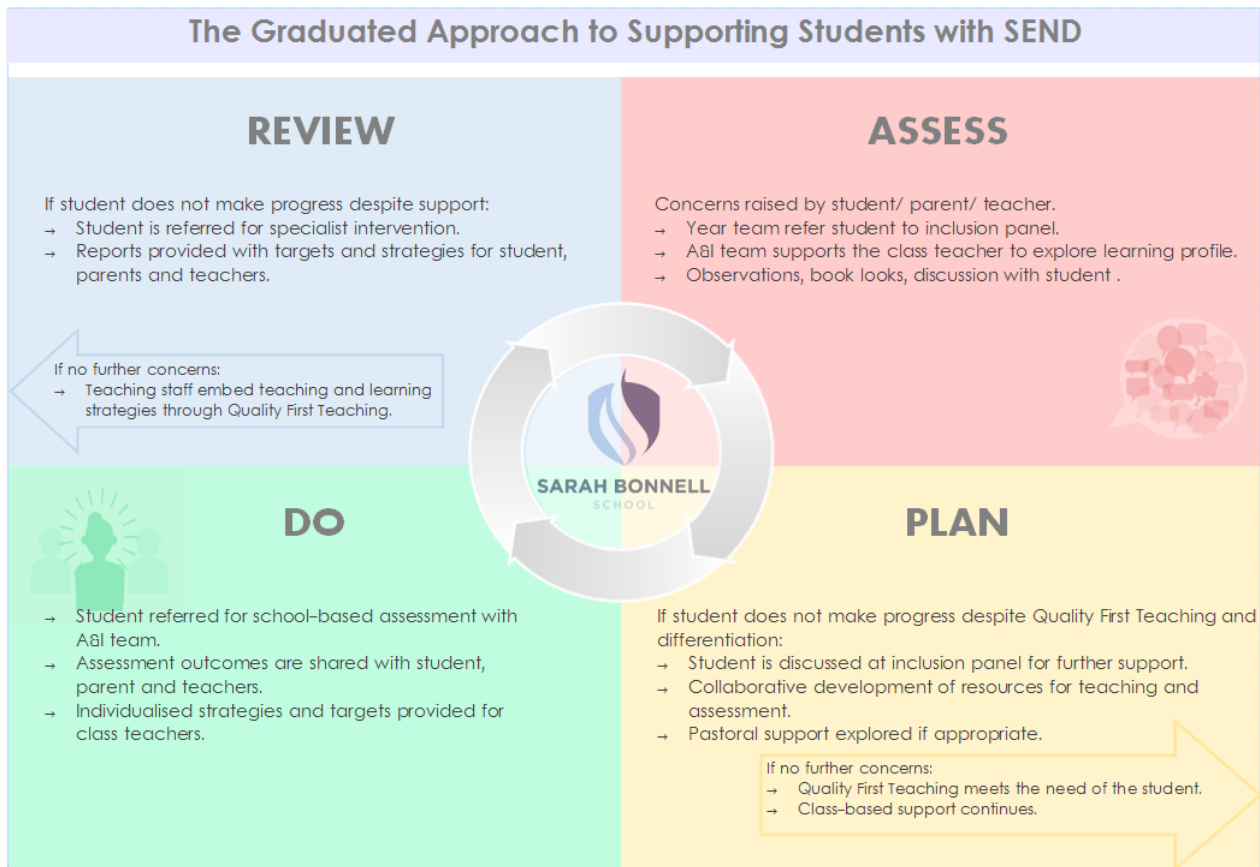 The Graduated Approach to Supporting Students with SEND
REVIEW
If student does not make progress despite support:
→ Student is referred for specialist intervention.
→ Reports provided with targets and strategies for student,
parents and teachers.
If no further concerns:
→ Teaching staff embed teaching and learning
strategies through Quality First Teaching.
ASSESS
Concerns raised by student/ parent/ teacher.
→ Year team refer student to inclusion panel.
→ A&I team supports the class teacher to explore learning profile.
→ Observations, book looks, discussion with student .
SARAH BONNELL
SCHOOL
DO
→ Student referred for school-based assessment with
A&I team.
→ Assessment outcomes are shared with student,
parent and teachers.
→ Individualised strategies and targets provided for
class teachers.
PLAN
If student does not make progress despite Quality First Teaching and
differentiation:
→ Student is discussed at inclusion panel for further support.
→ Collaborative development of resources for teaching and
assessment.
→ Pastoral support explored if appropriate.
If no further concerns:
→ Quality First Teaching meets the need of the student.
→ Class-based support continues.